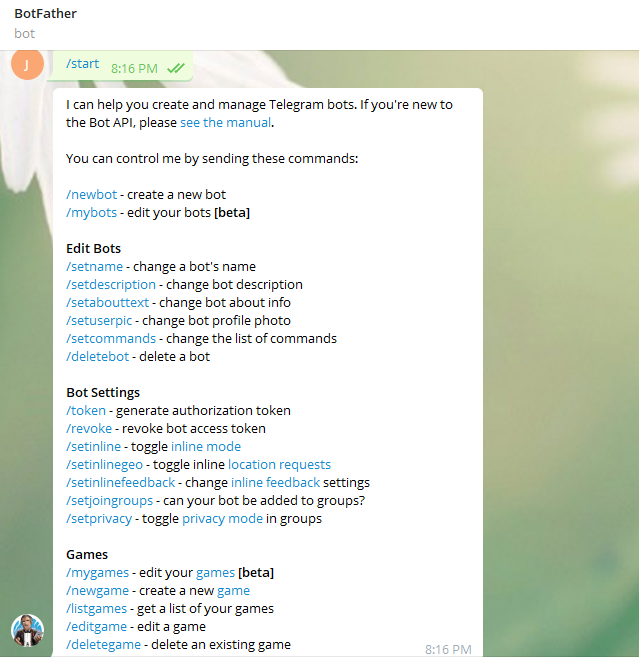 BotFather
bot
J
/start 8:16 PM
I can help you create and manage Telegram bots. If you're new to
the Bot API, please see the manual.
You can control me by sending these commands:
/newbot - create a new bot
/mybots - edit your bots [beta]
Edit Bots
/setname - change a bot's name
/setdescription - change bot description
/setabouttext - change bot about info
/setuserpic - change bot profile photo
/setcommands - change the list of commands
/deletebot - delete a bot
Bot Settings
/token - generate authorization token
/revoke - revoke bot access token
/setinline - toggle inline mode
/setinlinegeo - toggle inline location requests
/setinlinefeedback - change inline feedback settings
/setjoingroups - can your bot be added to groups?
/setprivacy - toggle privacy mode in groups
Games
/mygames - edit your games [beta]
/newgame - create a new game
/listgames - get a list of your games
/editgame - edit a game
/deletegame - delete an existing game
8:16 PM